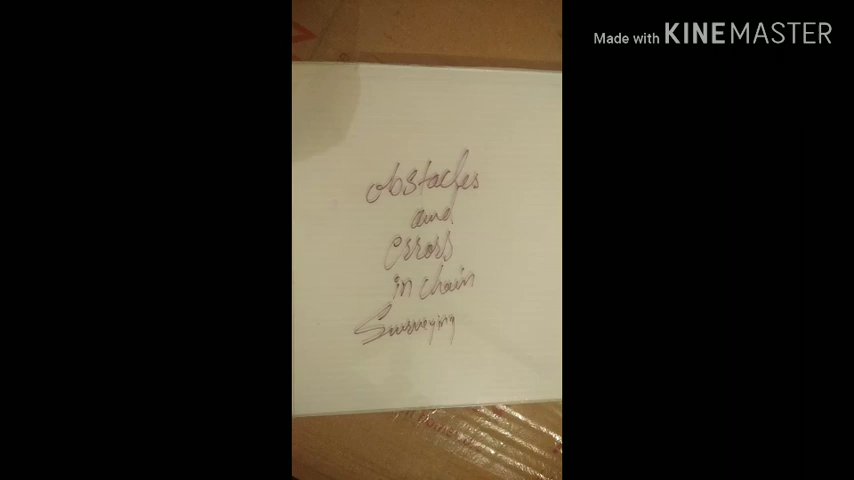 Made with KINEMASTER
obstacles
and
errors
in chain
Surveying